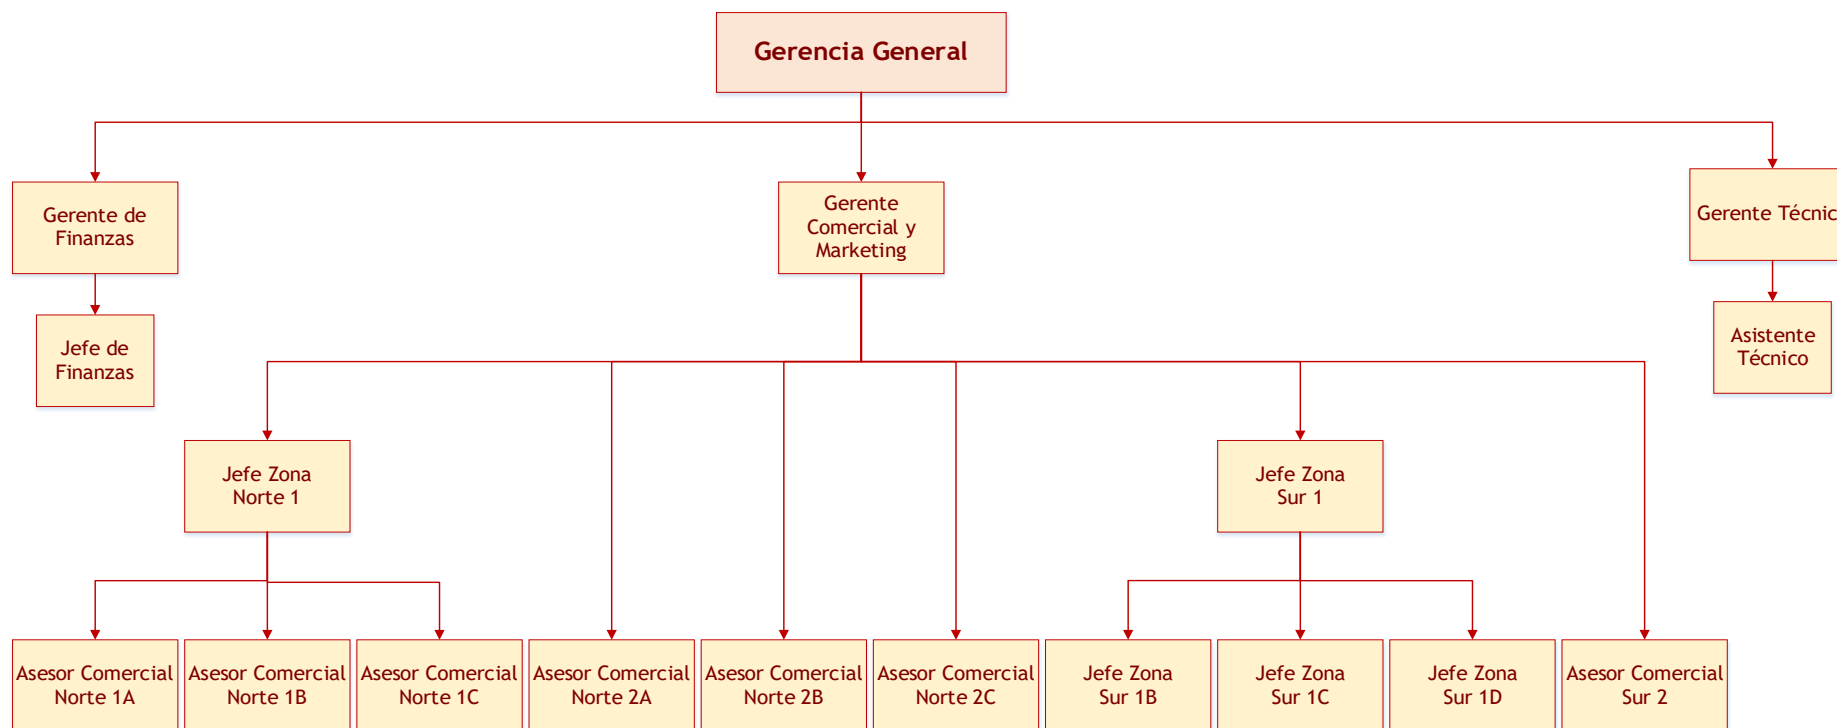 Gerencia General
Gerente de
Finanzas
Gerente
Comercial y
Marketing
Gerente Técnic
Jefe de
Finanzas
Asistente
Técnico
Jefe Zona
Norte 1
Jefe Zona
Sur 1
Asesor Comercial
Norte 1A
Asesor Comercial
Norte 1B
Asesor Comercial
Norte 1C
Asesor Comercial
Norte 2A
Asesor Comercial
Norte 2B
Asesor Comercial
Norte 2C
Jefe Zona
Sur 1B
Jefe Zona
Sur 1C
Jefe Zona
Sur 1D
Asesor Comercial
Sur 2